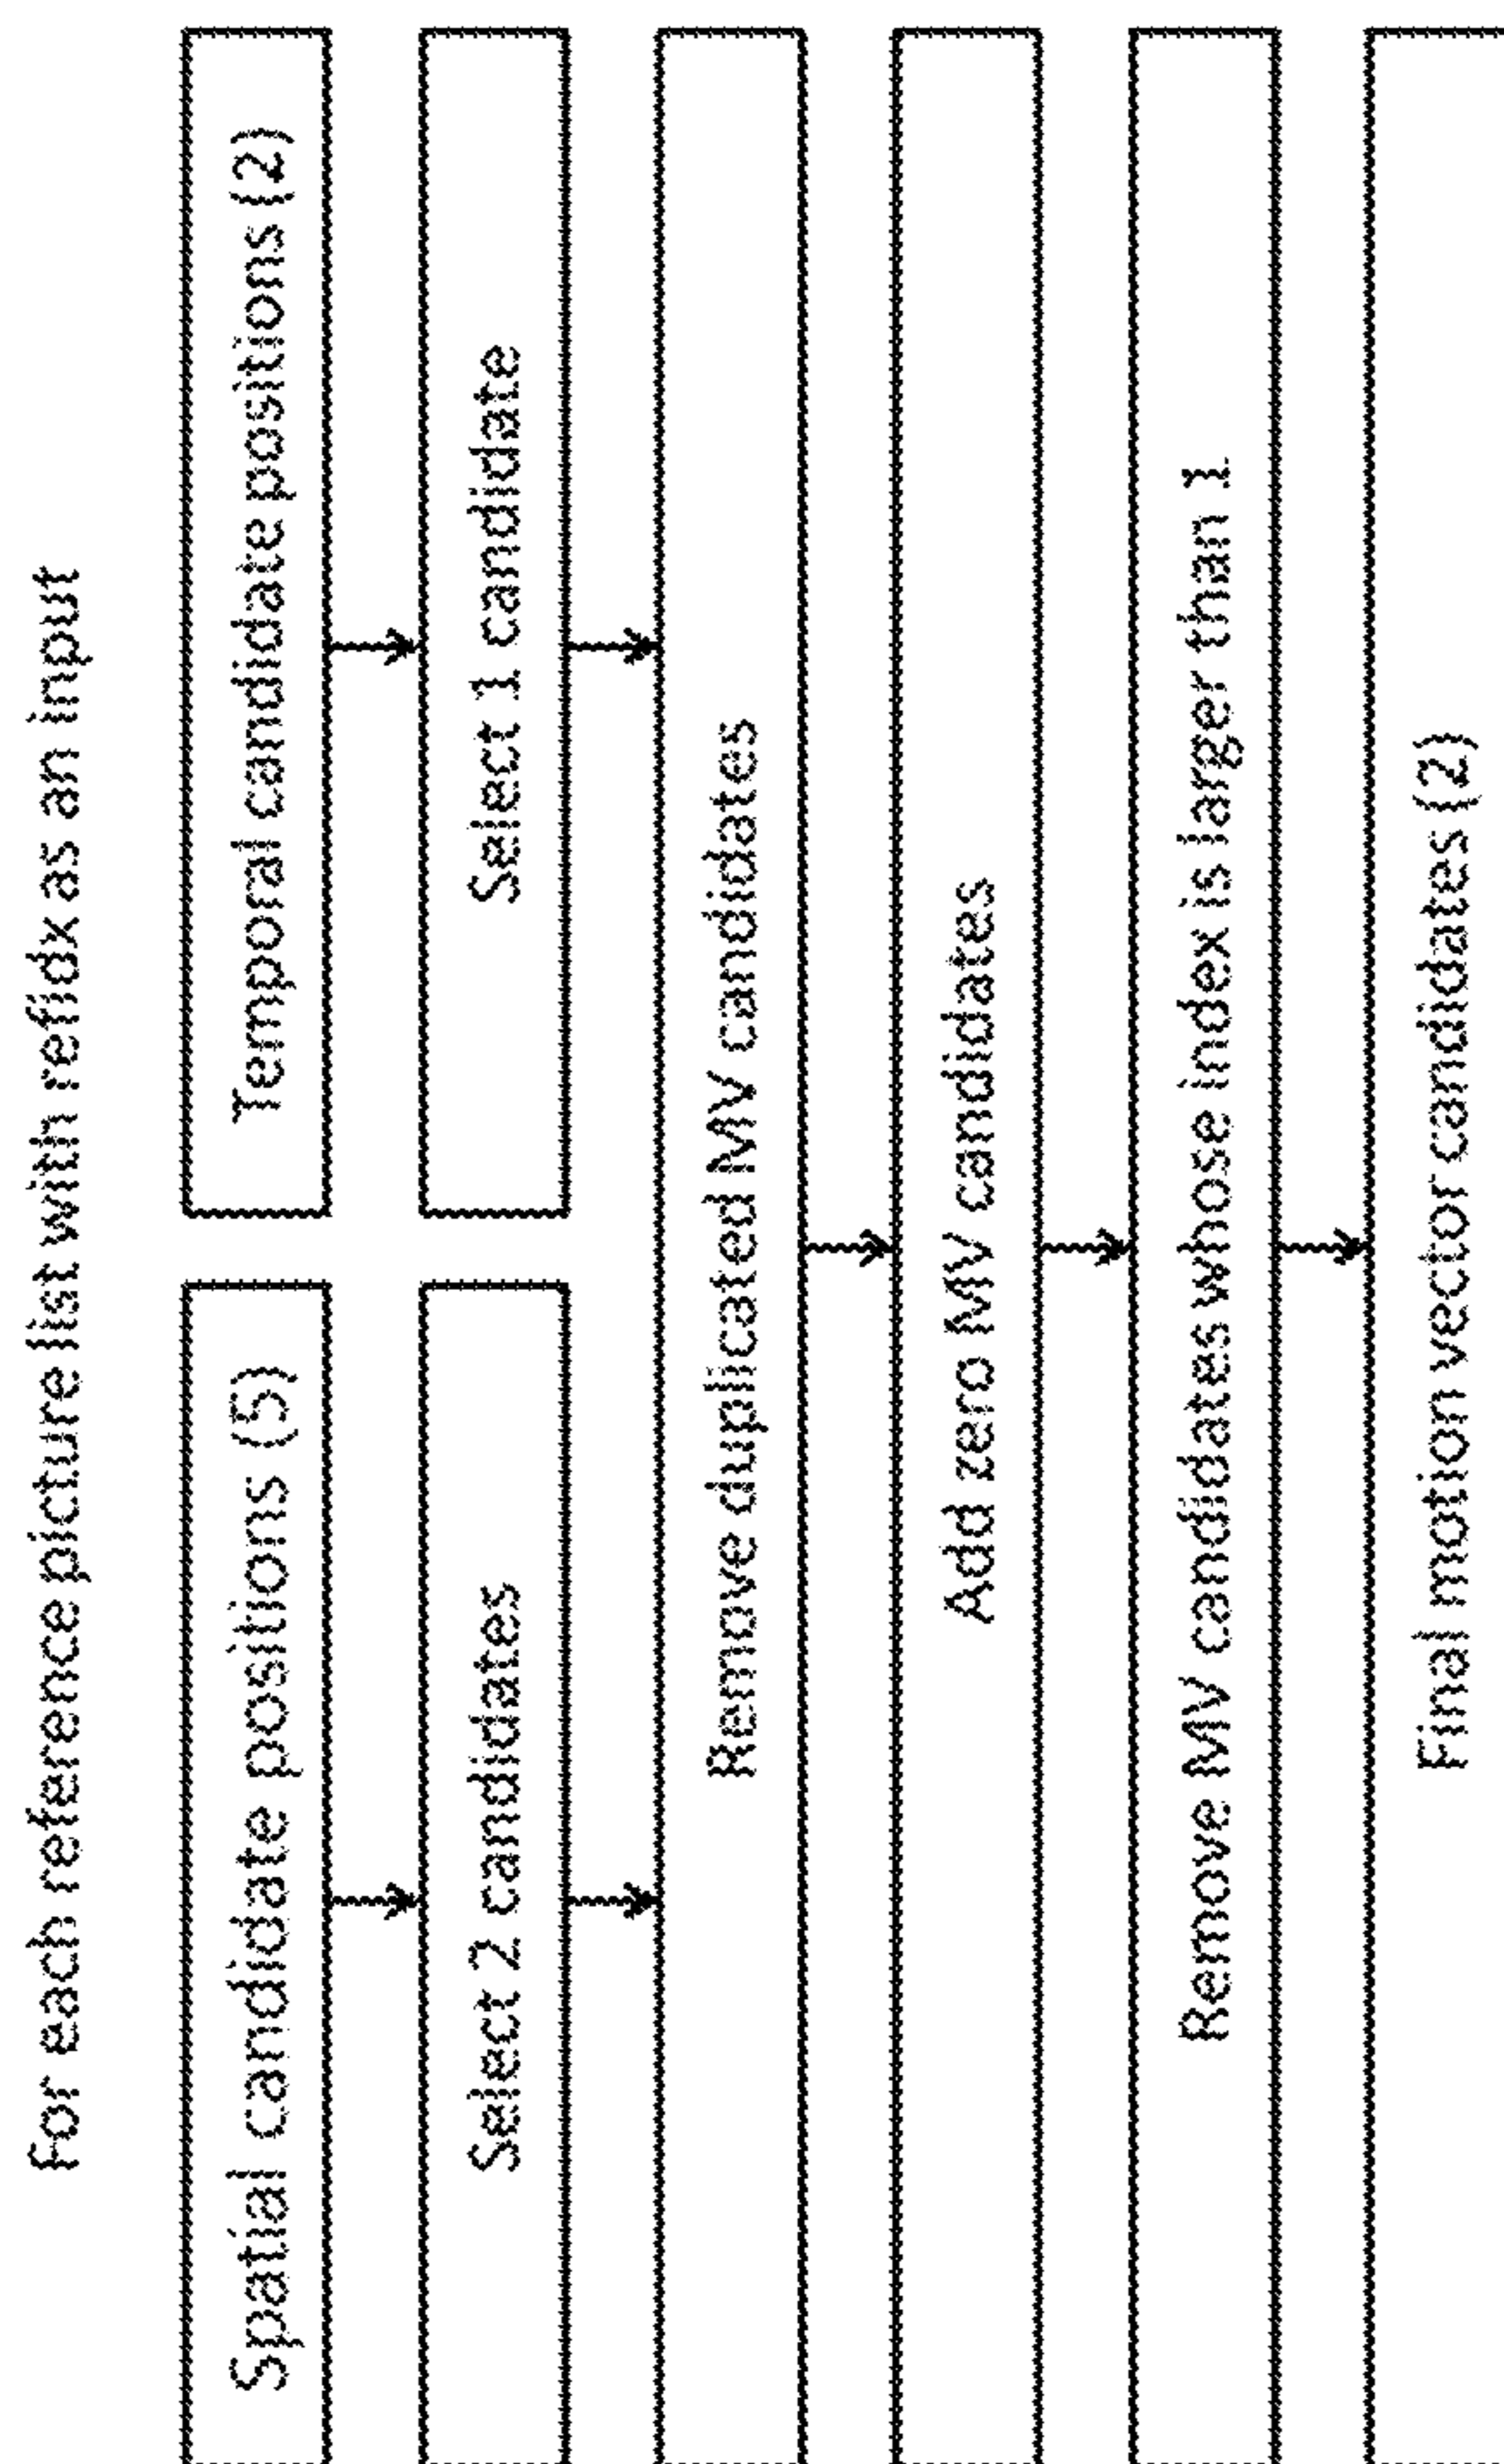 For each reference picture list with refidx as an input
Spatial candidate positions (5)
Temporal candidate positions (2)
Select 2 candidates
Select 1 candidate
Remove duplicated MV candidates
Add zero MV candidates
Remove MV candidates whose index is larger than 1
Final motion vector candidates (2)